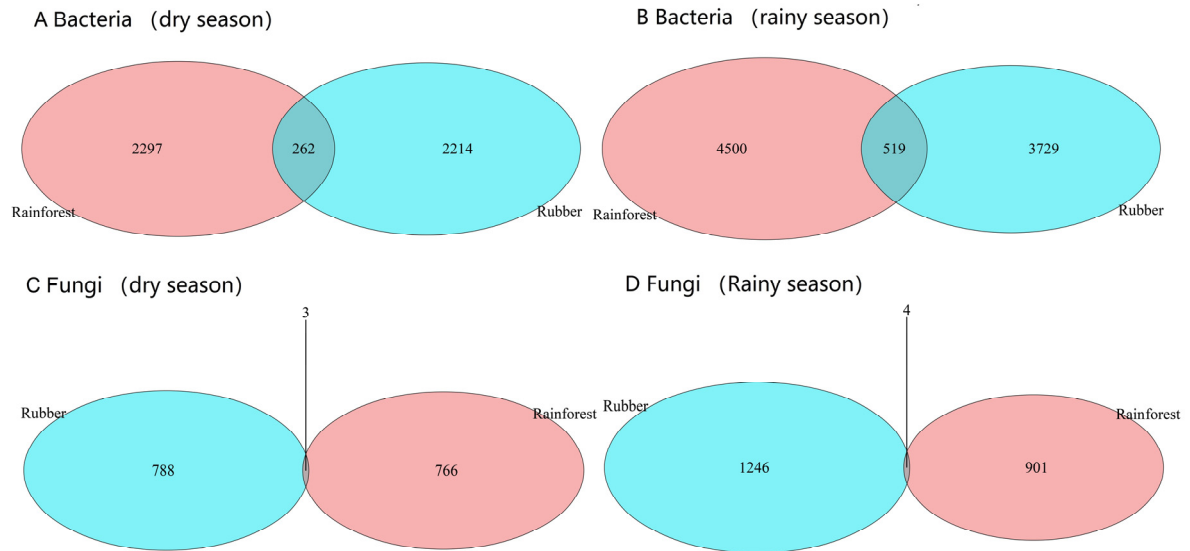 A Bacteria （dry season）
B Bacteria （rainy season）
2297
262
2214
4500
519
3729
Rainforest
Rubber
Rainforest
Rubber
C Fungi （dry season）
D Fungi （Rainy season）
3
4
Rubber
Rainforest
Rubber
Rainforest
788
766
1246
901